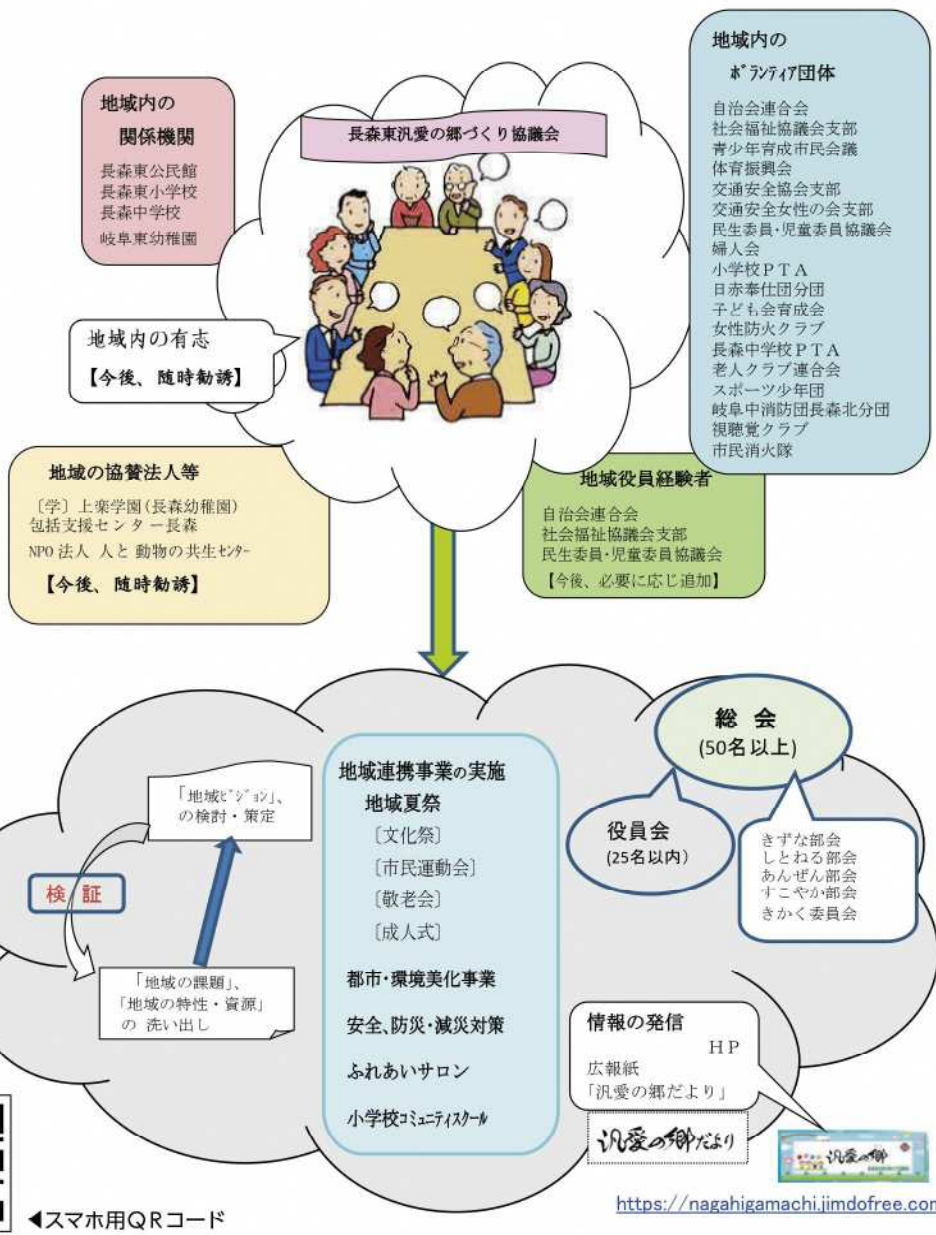 地域内の
関係機関
長森東公民館
長森東小学校
長森中学校
岐阜東幼稚園
長森東汎愛の郷づくり協議会
地域内の
ボランティア団体
自治会連合会
社会福祉協議会支部
青少年育成市民会議
体育振興会
交通安全協会支部
交通安全女性の会支部
民生委員・児童委員協議会
婦人会
小学校PTA
日赤奉仕団分団
子ども会育成会
女性防火クラブ
長森中学校PTA
老人クラブ連合会
スポーツ少年団
岐阜中消防団長森北分団
視聴覚クラブ
市民消火隊
地域内の有志
【今後、随時勧誘】
地域の協賛法人等
〔学〕上楽学園(長森幼稚園)
包括支援センター長森
NPO法人 人と動物の共生センター
【今後、随時勧誘】
地域役員経験者
自治会連合会
社会福祉協議会支部
民生委員・児童委員協議会
【今後、必要に応じ追加】
「地域ビジョン」、
の検討・策定
検 証
「地域の課題」、
「地域の特性・資源」
の 洗い出し
地域連携事業の実施
地域夏祭
〔文化祭〕
〔市民運動会〕
〔敬老会〕
〔成人式〕
都市・環境美化事業
安全、防災・減災対策
ふれあいサロン
小学校コミュニティスクール
総 会
(50名以上)
役員会
(25名以内)
きずな部会
しとねる部会
あんぜん部会
すこやか部会
きかく委員会
情報の発信
HP
広報紙
「汎愛の郷だより」
汎愛の郷だより
汎愛の郷
https://nagahigamachi.jimdofree.com
◀スマホ用QRコード